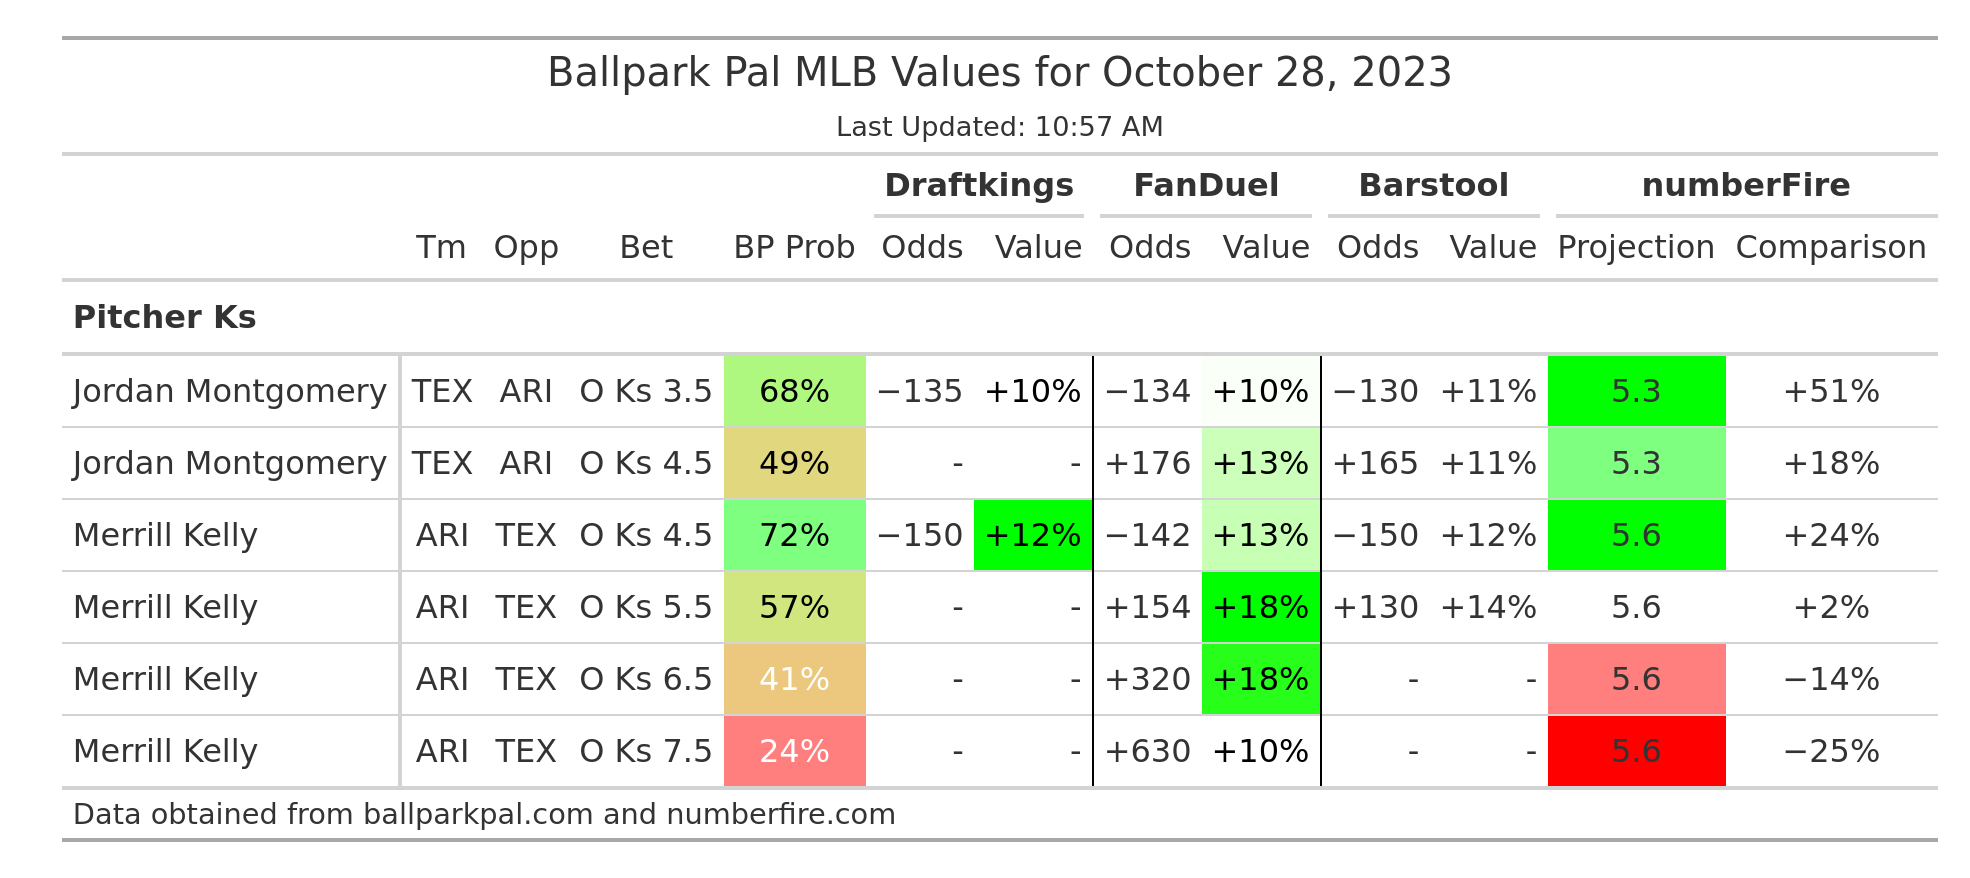 Ballpark Pal MLB Values for October 28, 2023
Last Updated: 10:57 AM
Draftkings FanDuel Barstool numberFire
Tm Opp Bet BP Prob Odds Value Odds Value Odds Value Projection Comparison
Pitcher Ks
Jordan Montgomery TEX ARI O Ks 3.5 68% −135 +10% −134 +10% −130 +11% 5.3 +51%
Jordan Montgomery TEX ARI O Ks 4.5 49% - - +176 +13% +165 +11% 5.3 +18%
Merrill Kelly ARI TEX O Ks 4.5 72% −150 +12% −142 +13% −150 +12% 5.6 +24%
Merrill Kelly ARI TEX O Ks 5.5 57% - - +154 +18% +130 +14% 5.6 +2%
Merrill Kelly ARI TEX O Ks 6.5 41% - - +320 +18% - - 5.6 −14%
Merrill Kelly ARI TEX O Ks 7.5 24% - - +630 +10% - - 5.6 −25%
Data obtained from ballparkpal.com and numberfire.com